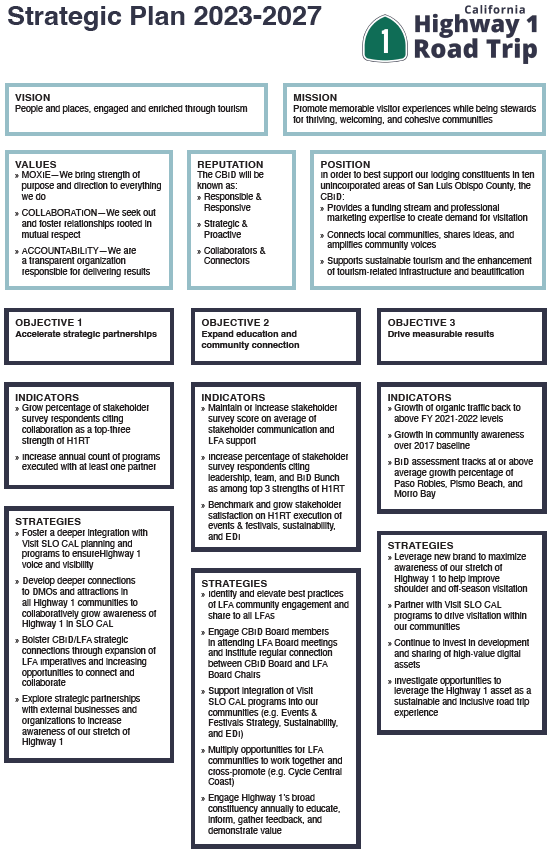 Strategic Plan 2023-2027
California
Highway 1
Road Trip
1
VISION
People and places, engaged and enriched through tourism
MISSION
Promote memorable visitor experiences while being stewards
for thriving, welcoming, and cohesive communities
VALUES
» MOXiE—We bring strength of
purpose and direction to everything
we do
» COLLABORATiON—We seek out
and foster relationships rooted in
mutual respect
» ACCOUNTABiLiTY—We are
a transparent organization
responsible for delivering results
REPUTATION
The CBiD will be
known as:
» Responsible &
Responsive
» Strategic &
Proactive
» Collaborators &
Connectors
POSITION
in order to best support our lodging constituents in ten
unincorporated areas of San Luis Obispo County, the
CBiD:
» Provides a funding stream and professional
marketing expertise to create demand for visitation
» Connects local communities, shares ideas, and
amplifies community voices
» Supports sustainable tourism and the enhancement
of tourism-related infrastructure and beautification
OBJECTIVE 1
Accelerate strategic partnerships
OBJECTIVE 2
Expand education and
community connection
OBJECTIVE 3
Drive measurable results
INDICATORS
» Grow percentage of stakeholder
survey respondents citing
collaboration as a top-three
strength of H1RT
» increase annual count of programs
executed with at least one partner
STRATEGIES
» Foster a deeper integration with
Visit SLO CAL planning and
programs to ensureHighway 1
voice and visibility
» Develop deeper connections
to DMOs and attractions in
all Highway 1 communities to
collaboratively grow awareness of
Highway 1 in SLO CAL
» Bolster CBiD/LFA strategic
connections through expansion of
LFA imperatives and increasing
opportunities to connect and
collaborate
» Explore strategic partnerships
with external businesses and
organizations to increase
awareness of our stretch of
Highway 1
INDICATORS
» Maintain or increase stakeholder
survey score on average of
stakeholder communication and
LFA support
» increase percentage of stakeholder
survey respondents citing
leadership, team, and BiD Bunch
as among top 3 strengths of H1RT
» Benchmark and grow stakeholder
satisfaction on H1RT execution of
events & festivals, sustainability,
and EDi
STRATEGIES
» identify and elevate best practices
of LFA community engagement and
share to all LFAs
» Engage CBiD Board members
in attending LFA Board meetings
and institute regular connection
between CBiD Board and LFA
Board Chairs
» Support integration of Visit
SLO CAL programs into our
communities (e.g. Events &
Festivals Strategy, Sustainability,
and EDi)
» Multiply opportunities for LFA
communities to work together and
cross-promote (e.g. Cycle Central
Coast)
» Engage Highway 1's broad
constituency annually to educate,
inform, gather feedback, and
demonstrate value
INDICATORS
» Growth of organic traffic back to
above FY 2021-2022 levels
» Growth in community awareness
over 2017 baseline
» BiD assessment tracks at or above
average growth percentage of
Paso Robles, Pismo Beach, and
Morro Bay
STRATEGIES
» Leverage new brand to maximize
awareness of our stretch of
Highway 1 to help improve
shoulder and off-season visitation
» Partner with Visit SLO CAL
programs to drive visitation within
our communities
» Continue to invest in development
and sharing of high-value digital
assets
» investigate opportunities to
leverage the Highway 1 asset as a
sustainable and inclusive road trip
experience